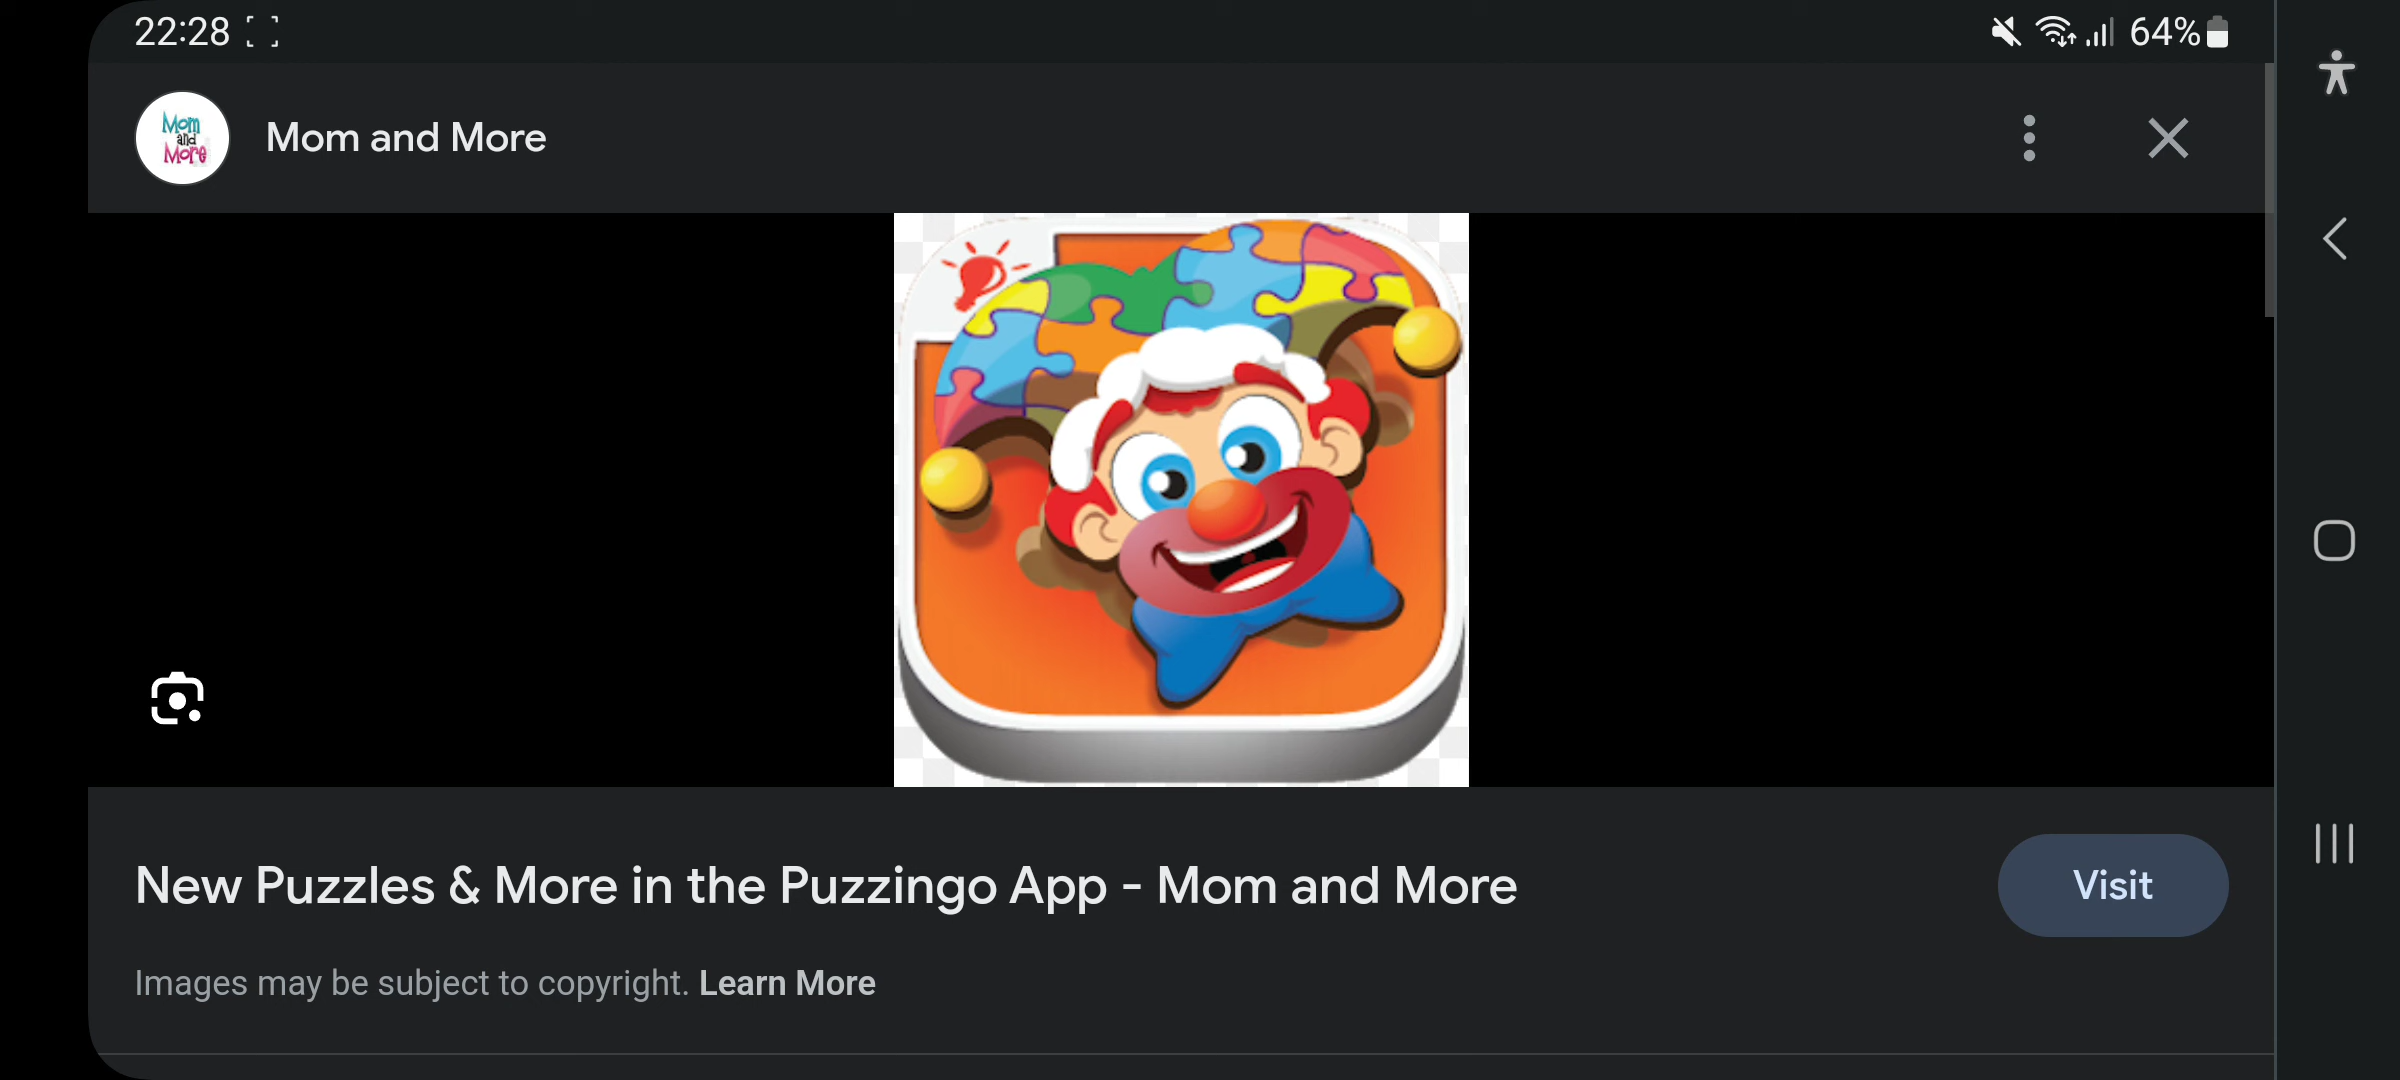 22:28
64%
Mom
and
More
Mom and More
New Puzzles & More in the Puzzingo App - Mom and More
Visit
Images may be subject to copyright. Learn More